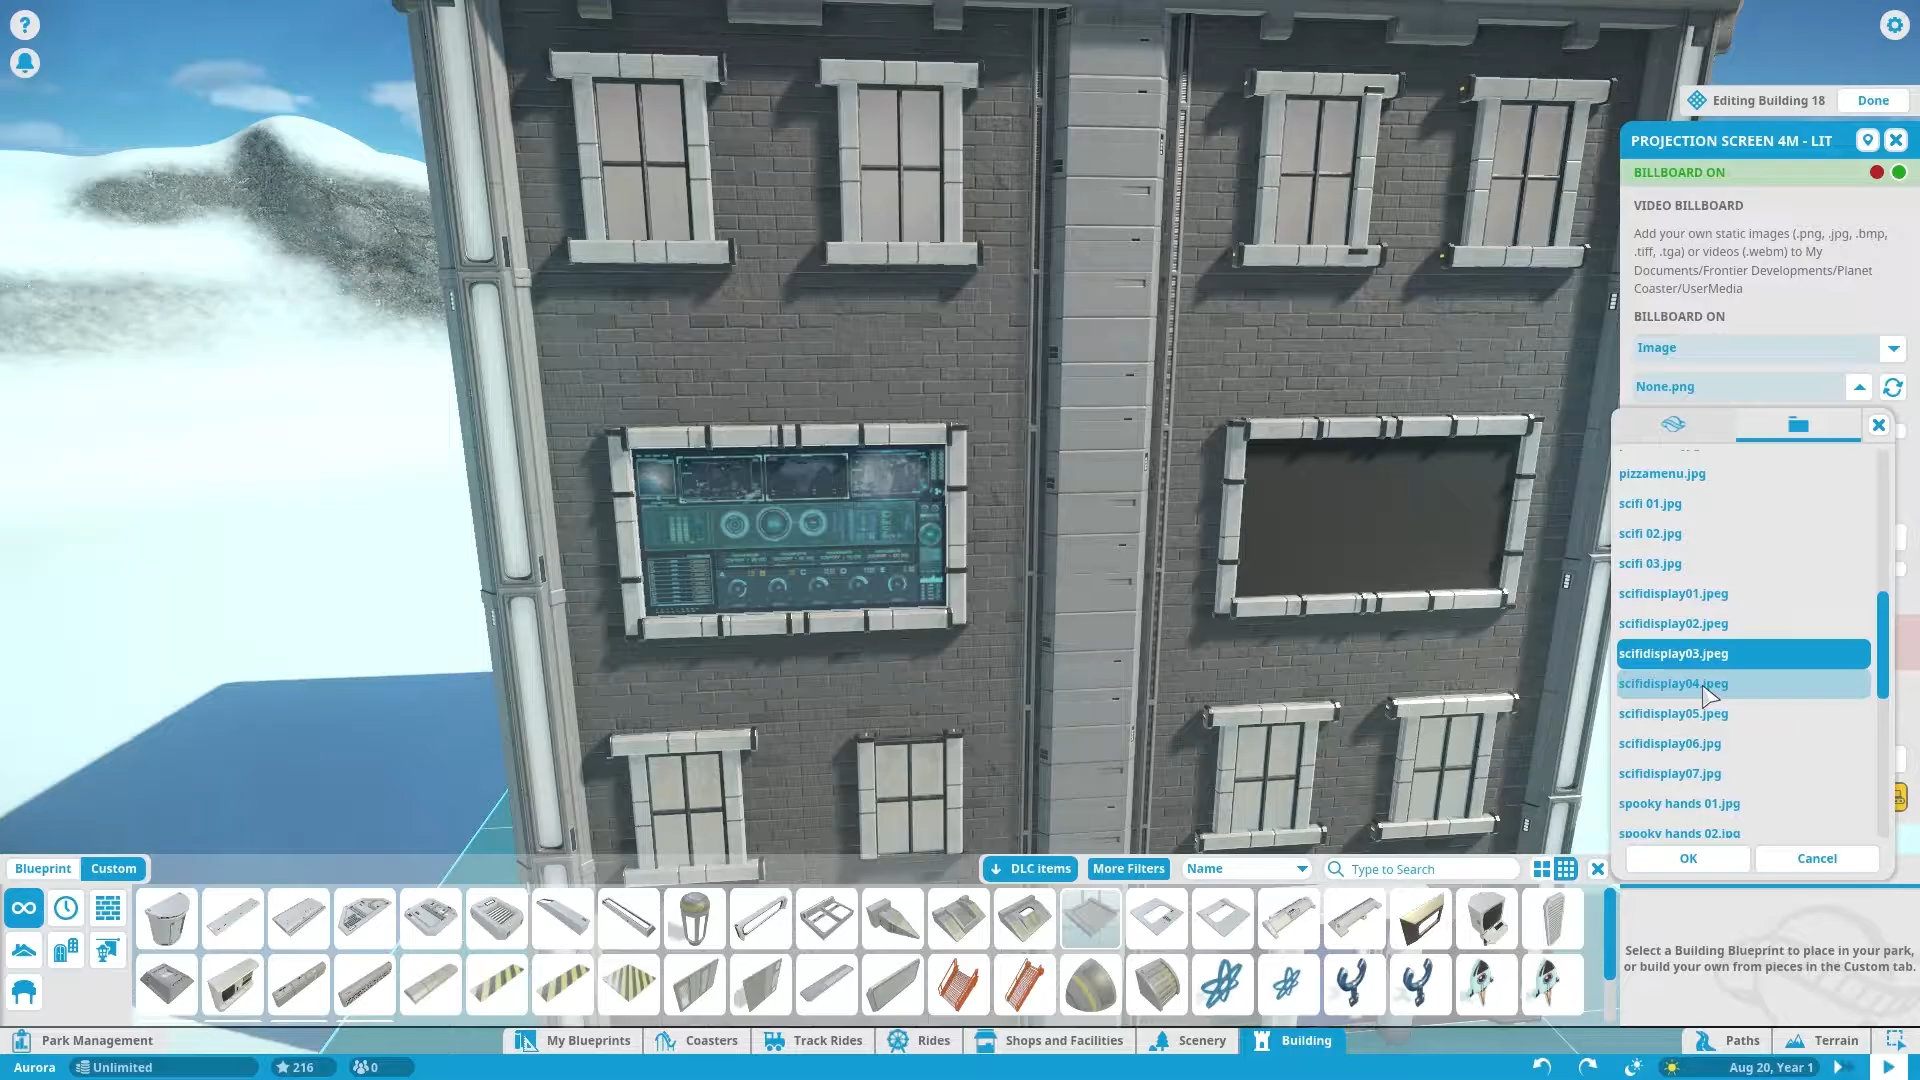 ?
Editing Building 18
Done
PROJECTION SCREEN 4M - LIT
BILLBOARD ON
VIDEO BILLBOARD
Add your own static images (.png, .jpg, .bmp,
.tiff, .tga) or videos (.webm) to My
Documents/Frontier Developments/Planet
Coaster/UserMedia
BILLBOARD ON
Image
None.png
pizzamenu.jpg
scifi 01.jpg
scifi 02.jpg
scifi 03.jpg
scifidisplay01.jpeg
scifidisplay02.jpeg
scifidisplay03.jpeg
scifidisplay04.jpeg
scifidisplay05.jpeg
scifidisplay06.jpg
scifidisplay07.jpg
spooky hands 01.jpg
spooky hands 02.jpg
OK
Cancel
Blueprint
Custom
DLC items
More Filters
Name
Type to Search
Select a Building Blueprint to place in your park,
or build your own from pieces in the Custom tab.
Park Management
My Blueprints
Coasters
Track Rides
Rides
Shops and Facilities
Scenery
Building
Paths
Terrain
Aurora
Unlimited
216
0
Aug 20, Year 1